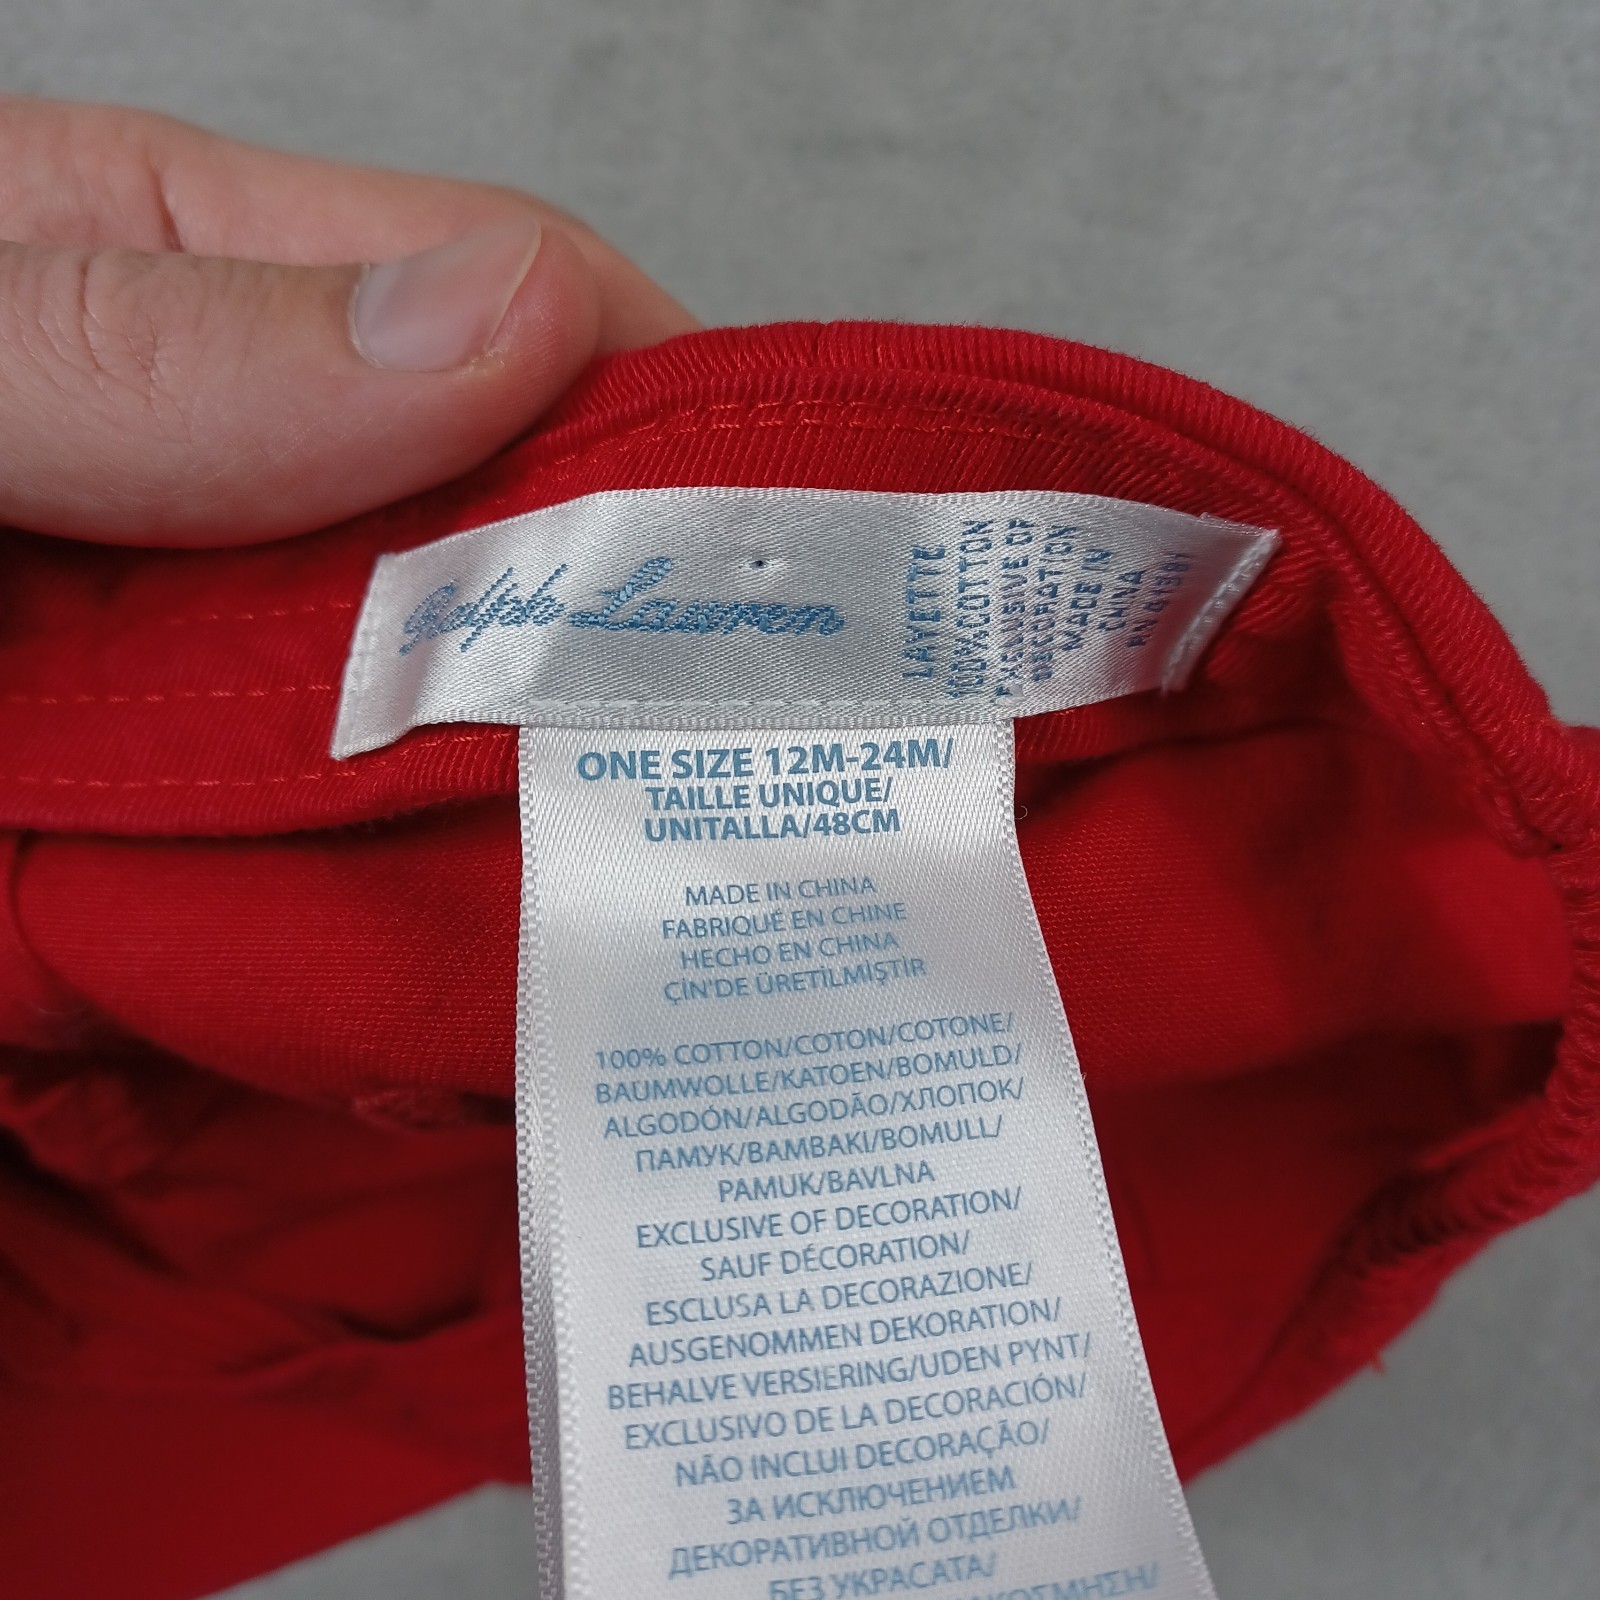 Ralph Lauren
LAYETTE
100% COTTON
EXCLUSIVE OF
DECORATION
MADE IN
CHINA
RN 41381
ONE SIZE 12M-24M/
TAILLE UNIQUE/
UNITALLA/48CM
MADE IN CHINA
FABRIQUÉ EN CHINE
HECHO EN CHINA
ÇİN'DE ÜRETİLMİŞTİR
100% COTTON/COTON/COTONE/
BAUMWOLLE/KATOEN/BOMULD/
ALGODÓN/ALGODÃO/ХЛОПОК/
ПАМУК/BAMBAKI/BOMULL/
PAMUK/BAVLNA
EXCLUSIVE OF DECORATION/
SAUF DÉCORATION/
ESCLUSA LA DECORAZIONE/
AUSGENOMMEN DEKORATION/
BEHALVE VERSIERING/UDEN PYNT/
EXCLUSIVO DE LA DECORACIÓN/
NÃO INCLUI DECORAÇÃO/
ЗА ИСКЛЮЧЕНИЕМ
ДЕКОРАТИВНОЙ ОТДЕЛКИ/
БЕЗ УКРАСАТА/